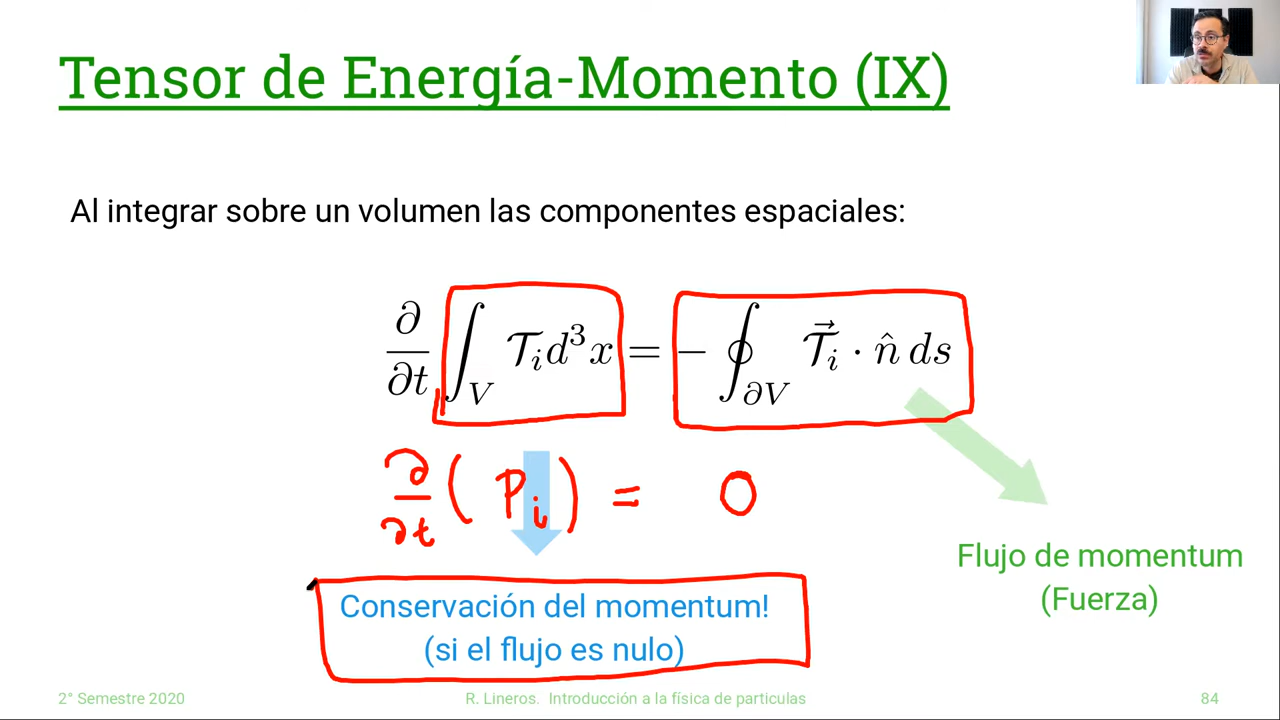 Tensor de Energía-Momento (IX)
Al integrar sobre un volumen las componentes espaciales:
∂/∂t ∫_V 𝒯_i d³x = − ∮_∂V 𝒯⃗_i · n̂ ds
∂/∂t ( P_i ) = 0
Flujo de momentum
(Fuerza)
Conservación del momentum!
(si el flujo es nulo)
2° Semestre 2020 R. Lineros. Introducción a la física de particulas 84